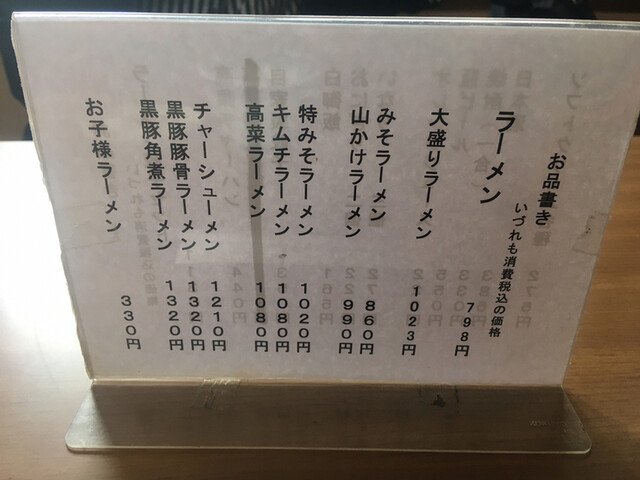 お品書き
いづれも消費税込の価格
ラーメン 798円
大盛りラーメン 1023円
みそラーメン 860円
山かけラーメン 990円
特みそラーメン 1020円
キムチラーメン 1080円
高菜ラーメン 1080円
チャーシューメン 1210円
黒豚豚骨ラーメン 1320円
黒豚角煮ラーメン 1320円
お子様ラーメン 330円